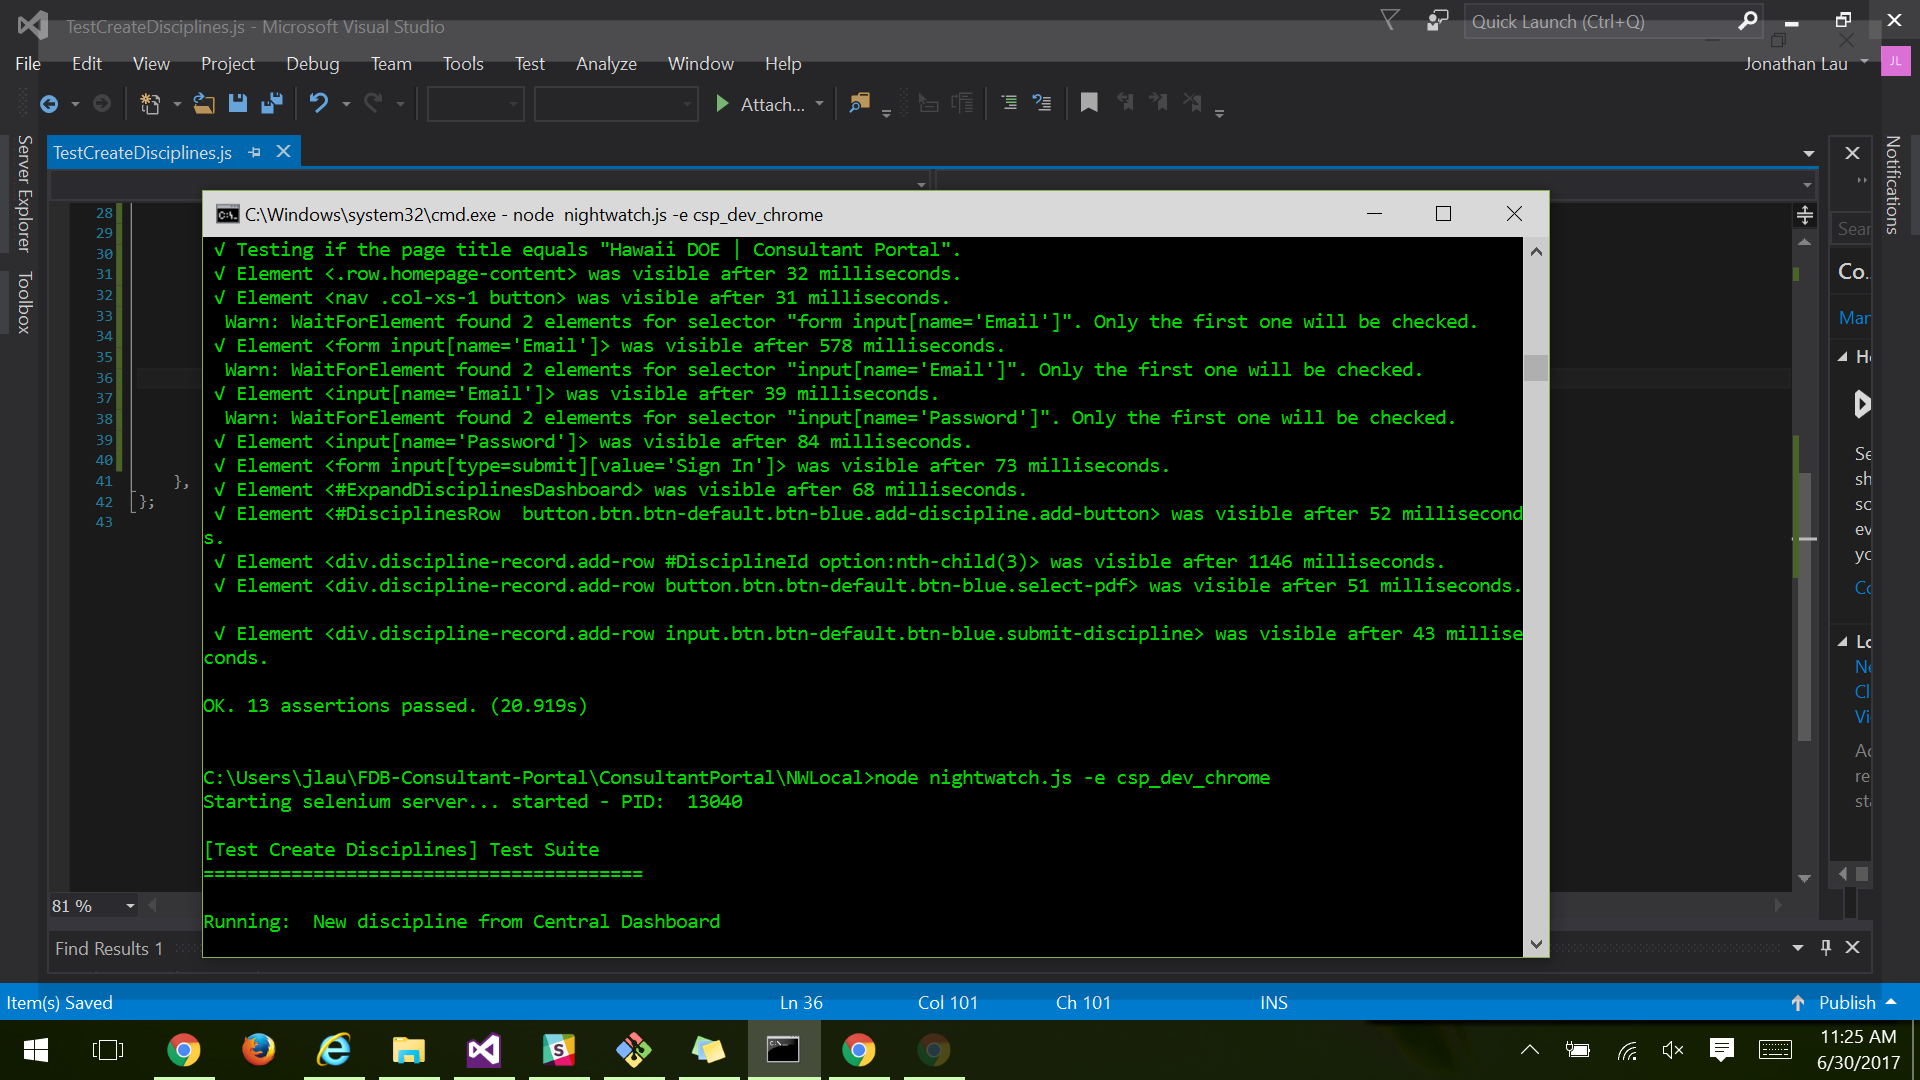 TestCreateDisciplines.js - Microsoft Visual Studio
Quick Launch (Ctrl+Q)
File Edit View Project Debug Team Tools Test Analyze Window Help
Jonathan Lau
JL
Attach...
Server Explorer
Toolbox
TestCreateDisciplines.js
Notifications
28
29
30
31
32
33
34
35
36
37
38
39
40
41 },
42 };
43
C:\Windows\system32\cmd.exe - node  nightwatch.js -e csp_dev_chrome
√ Testing if the page title equals "Hawaii DOE | Consultant Portal".
√ Element <.row.homepage-content> was visible after 32 milliseconds.
√ Element <nav .col-xs-1 button> was visible after 31 milliseconds.
Warn: WaitForElement found 2 elements for selector "form input[name='Email']". Only the first one will be checked.
√ Element <form input[name='Email']> was visible after 578 milliseconds.
Warn: WaitForElement found 2 elements for selector "input[name='Email']". Only the first one will be checked.
√ Element <input[name='Email']> was visible after 39 milliseconds.
Warn: WaitForElement found 2 elements for selector "input[name='Password']". Only the first one will be checked.
√ Element <input[name='Password']> was visible after 84 milliseconds.
√ Element <form input[type=submit][value='Sign In']> was visible after 73 milliseconds.
√ Element <#ExpandDisciplinesDashboard> was visible after 68 milliseconds.
√ Element <#DisciplinesRow  button.btn.btn-default.btn-blue.add-discipline.add-button> was visible after 52 millisecond
s.
√ Element <div.discipline-record.add-row #DisciplineId option:nth-child(3)> was visible after 1146 milliseconds.
√ Element <div.discipline-record.add-row button.btn.btn-default.btn-blue.select-pdf> was visible after 51 milliseconds.
√ Element <div.discipline-record.add-row input.btn.btn-default.btn-blue.submit-discipline> was visible after 43 millise
conds.
OK. 13 assertions passed. (20.919s)
C:\Users\jlau\FDB-Consultant-Portal\ConsultantPortal\NWLocal>node nightwatch.js -e csp_dev_chrome
Starting selenium server... started - PID:  13040
[Test Create Disciplines] Test Suite
========================================
Running:  New discipline from Central Dashboard
Sear
Co..
Mar
He
Se
sh
so
ev
yo
Co
Lo
Ne
Cl
Vi
Ac
re
sta
81 %
Find Results 1
Item(s) Saved
Ln 36
Col 101
Ch 101
INS
Publish
11:25 AM
6/30/2017